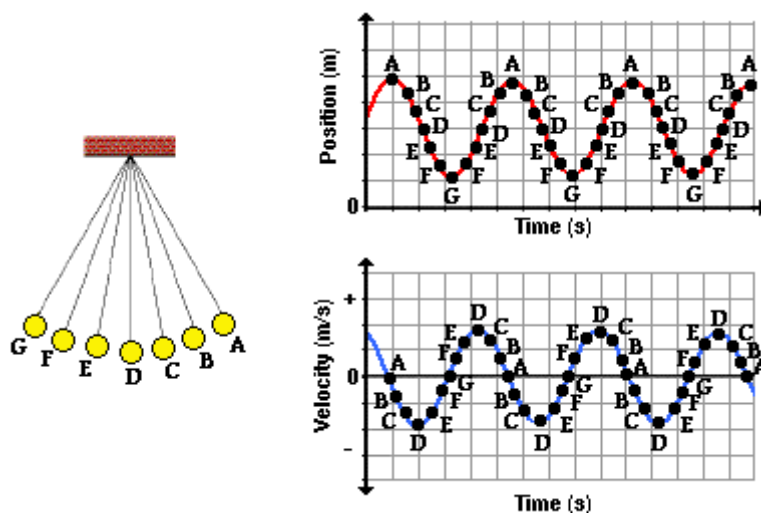 A A A A
B B B B B B
C C C C C C
D D D D D D
E E E E E E
F F F F F F
G G G
0
Position (m)
Time (s)
G F E D C B A
+
D D D
E C E C E C
F B F B F B
A A A A
0
G G G
B F B F B F
C E C E C E
D D D
-
Velocity (m/s)
Time (s)